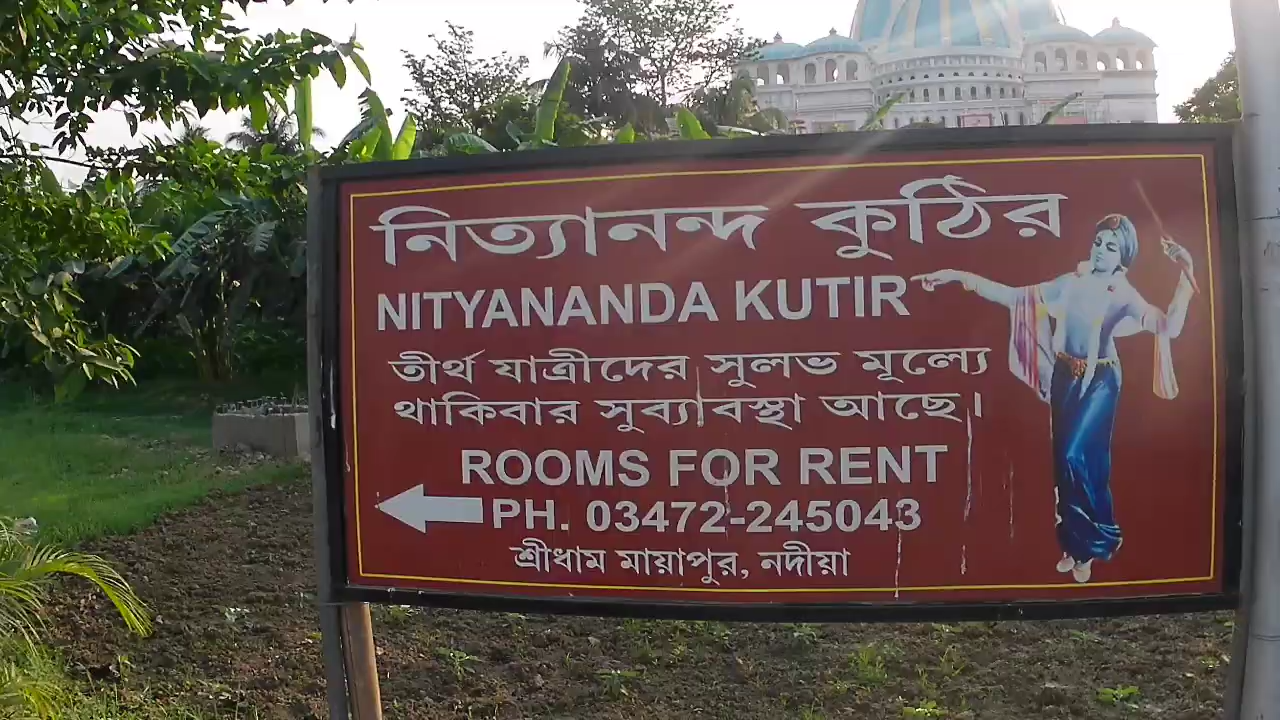 নিত্যানন্দ কুঠির
NITYANANDA KUTIR
তীর্থ যাত্রীদের সুলভ মূল্যে
থাকিবার সুব্যাবস্থা আছে।
ROOMS FOR RENT
PH. 03472-245043
শ্রীধাম মায়াপুর, নদীয়া